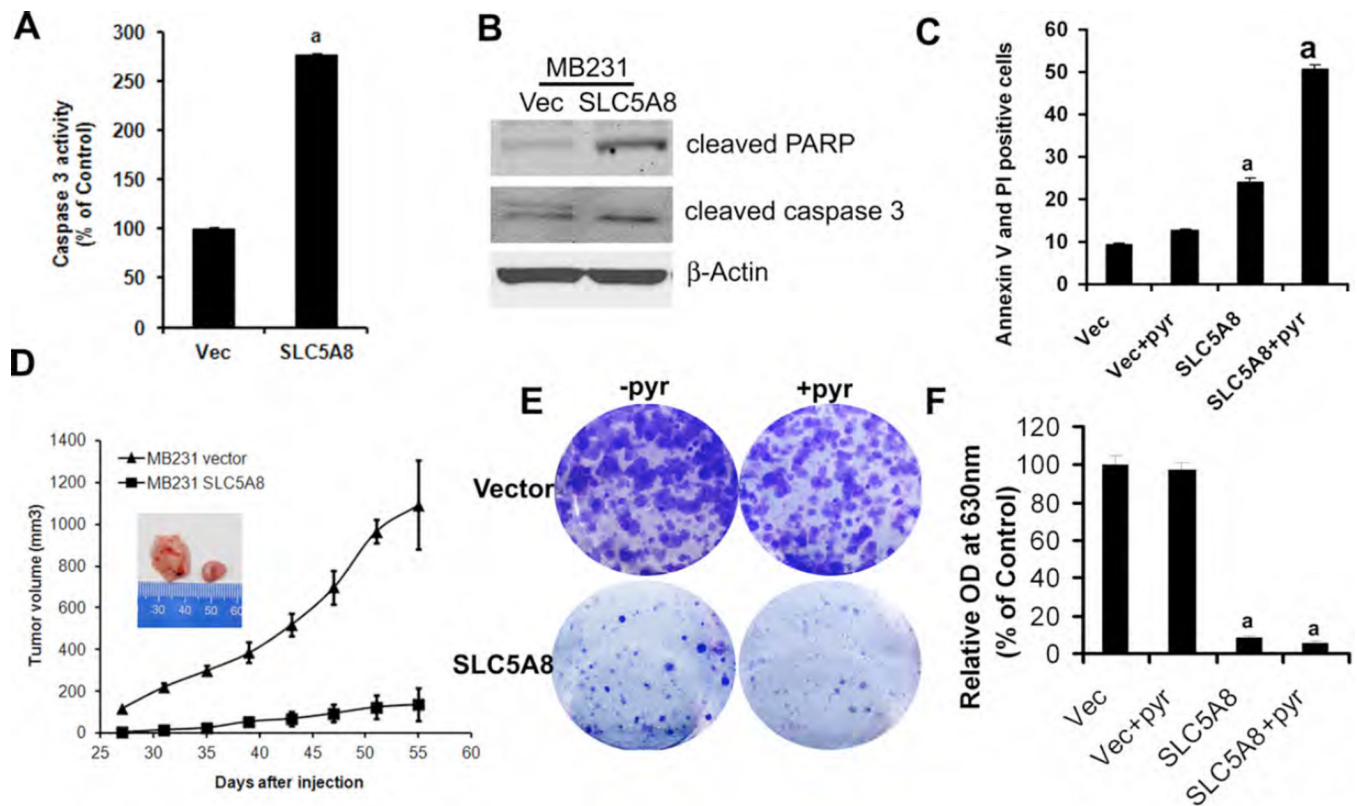 A
Caspase 3 activity
(% of Control)
300
250
200
150
100
50
0
a
Vec
SLC5A8
B
MB231
Vec SLC5A8
cleaved PARP
cleaved caspase 3
β-Actin
C
Annexin V and PI positive cells
60
50
40
30
20
10
0
a
a
Vec
Vec+pyr
SLC5A8
SLC5A8+pyr
D
Tumor volume (mm3)
1400
1200
1000
800
600
400
200
0
MB231 vector
MB231 SLC5A8
30 40 50 60
25 30 35 40 45 50 55 60
Days after injection
E
-pyr
+pyr
Vector
SLC5A8
F
Relative OD at 630nm
(% of Control)
120
100
80
60
40
20
0
a
a
Vec
Vec+pyr
SLC5A8
SLC5A8+pyr